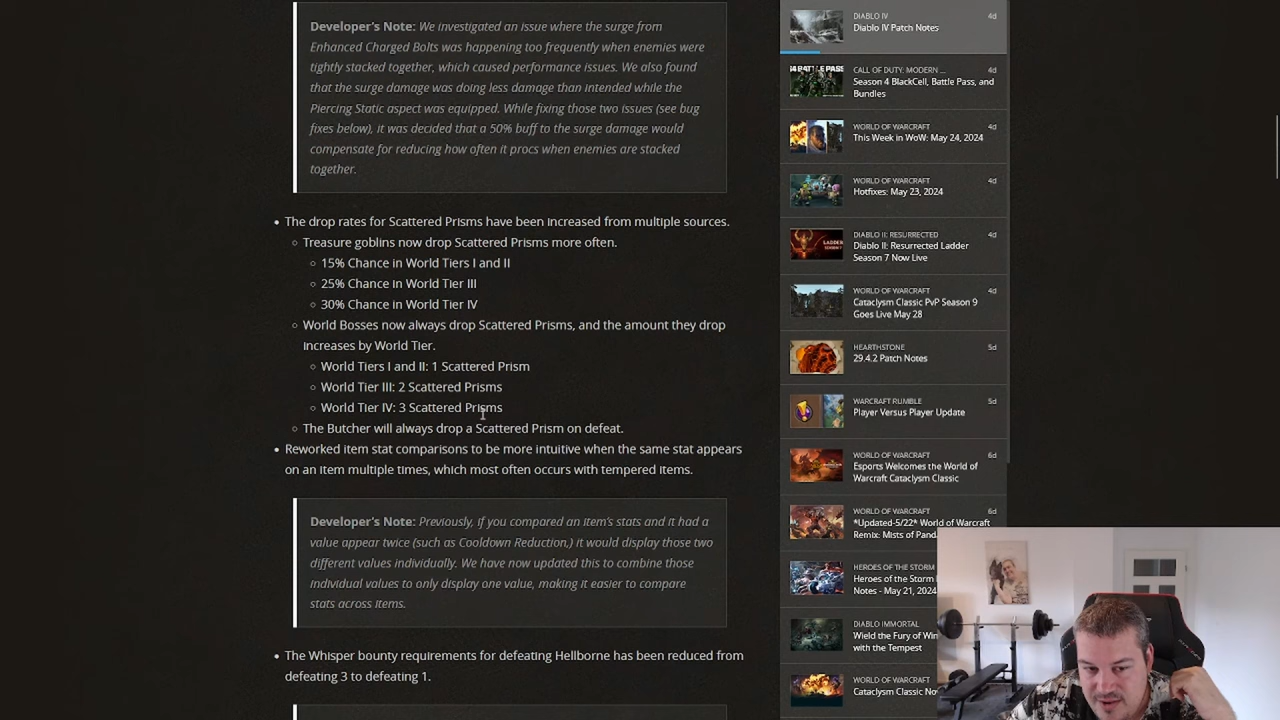 Developer's Note: We investigated an issue where the surge from
Enhanced Charged Bolts was happening too frequently when enemies were
tightly stacked together, which caused performance issues. We also found
that the surge damage was doing less damage than intended while the
Piercing Static aspect was equipped. While fixing those two issues (see bug
fixes below), it was decided that a 50% buff to the surge damage would
compensate for reducing how often it procs when enemies are stacked
together.
• The drop rates for Scattered Prisms have been increased from multiple sources.
○ Treasure goblins now drop Scattered Prisms more often.
○ 15% Chance in World Tiers I and II
○ 25% Chance in World Tier III
○ 30% Chance in World Tier IV
○ World Bosses now always drop Scattered Prisms, and the amount they drop
increases by World Tier.
○ World Tiers I and II: 1 Scattered Prism
○ World Tier III: 2 Scattered Prisms
○ World Tier IV: 3 Scattered Prisms
○ The Butcher will always drop a Scattered Prism on defeat.
• Reworked item stat comparisons to be more intuitive when the same stat appears
on an item multiple times, which most often occurs with tempered items.
Developer's Note: Previously, if you compared an item's stats and it had a
value appear twice (such as Cooldown Reduction,) it would display those two
different values individually. We have now updated this to combine those
individual values to only display one value, making it easier to compare
stats across items.
• The Whisper bounty requirements for defeating Hellborne has been reduced from
defeating 3 to defeating 1.
DIABLO IV 4d
Diablo IV Patch Notes
CALL OF DUTY: MODERN ... 4d
Season 4 BlackCell, Battle Pass, and
Bundles
WORLD OF WARCRAFT 4d
This Week in WoW: May 24, 2024
WORLD OF WARCRAFT 4d
Hotfixes: May 23, 2024
DIABLO II: RESURRECTED 4d
Diablo II: Resurrected Ladder
Season 7 Now Live
WORLD OF WARCRAFT 4d
Cataclysm Classic PvP Season 9
Goes Live May 28
HEARTHSTONE 5d
29.4.2 Patch Notes
WARCRAFT RUMBLE 5d
Player Versus Player Update
WORLD OF WARCRAFT 6d
Esports Welcomes the World of
Warcraft Cataclysm Classic
WORLD OF WARCRAFT 6d
*Updated-5/22* World of Warcraft
Remix: Mists of Panda
HEROES OF THE STORM
Heroes of the Storm
Notes - May 21, 2024
DIABLO IMMORTAL
Wield the Fury of
with the Tempest
WORLD OF WARCRAFT
Cataclysm Classic